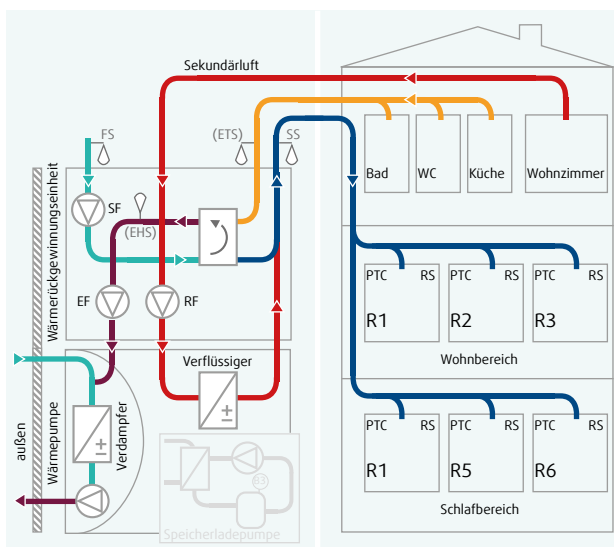 Sekundärluft
FS
(ETS)
SS
Bad
WC
Küche
Wohnzimmer
Wärmerückgewinnungseinheit
SF
(EHS)
EF
RF
PTC RS
PTC RS
PTC RS
R1
R2
R3
Wohnbereich
Verflüssiger
außen
Wärmepumpe
Verdampfer
±
±
B3
Speicherladepumpe
PTC RS
PTC RS
PTC RS
R1
R5
R6
Schlafbereich